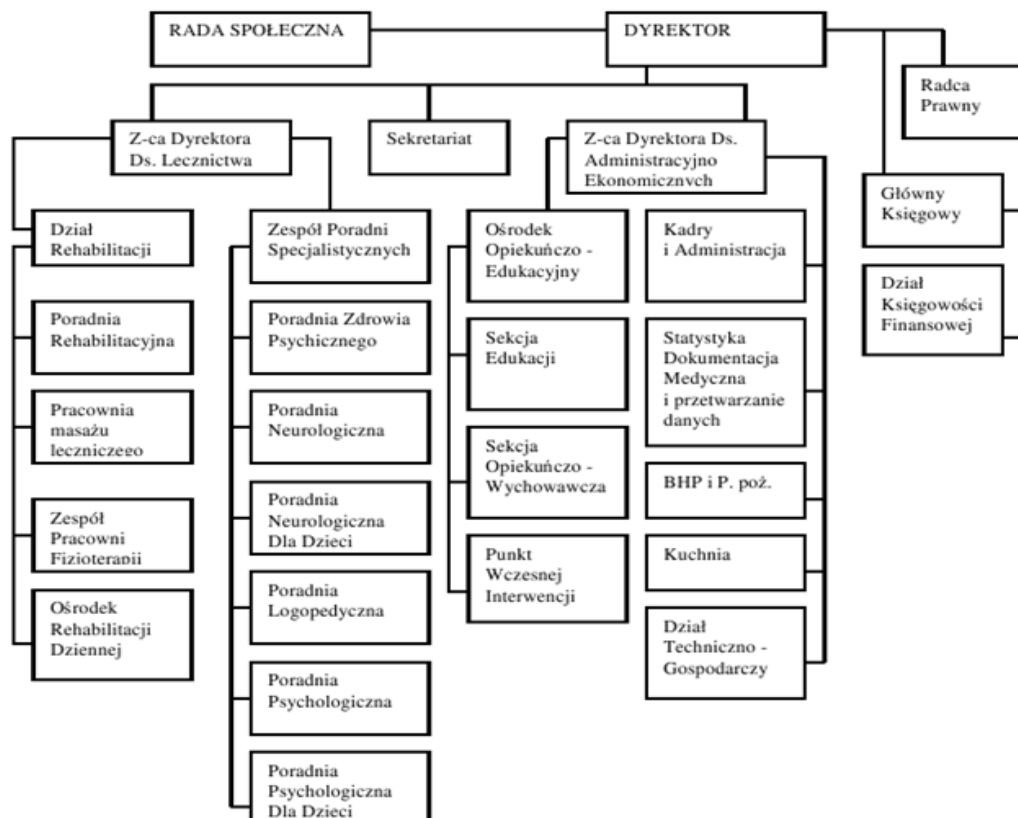 RADA SPOŁECZNA
DYREKTOR
Radca
Prawny
Z-ca Dyrektora
Ds. Lecznictwa
Sekretariat
Z-ca Dyrektora Ds.
Administracyjno
Ekonomicznych
Główny
Księgowy
Dział
Księgowości
Finansowej
Dział
Rehabilitacji
Poradnia
Rehabilitacyjna
Pracownia
masażu
leczniczego
Zespół
Pracowni
Fizjoterapii
Ośrodek
Rehabilitacji
Dziennej
Zespół Poradni
Specjalistycznych
Poradnia Zdrowia
Psychicznego
Poradnia
Neurologiczna
Poradnia
Neurologiczna
Dla Dzieci
Poradnia
Logopedyczna
Poradnia
Psychologiczna
Poradnia
Psychologiczna
Dla Dzieci
Ośrodek
Opiekuńczo -
Edukacyjny
Sekcja
Edukacji
Sekcja
Opiekuńczo -
Wychowawcza
Punkt
Wczesnej
Interwencji
Kadry
i Administracja
Statystyka
Dokumentacja
Medyczna
i przetwarzanie
danych
BHP i P. poż.
Kuchnia
Dział
Techniczno -
Gospodarczy